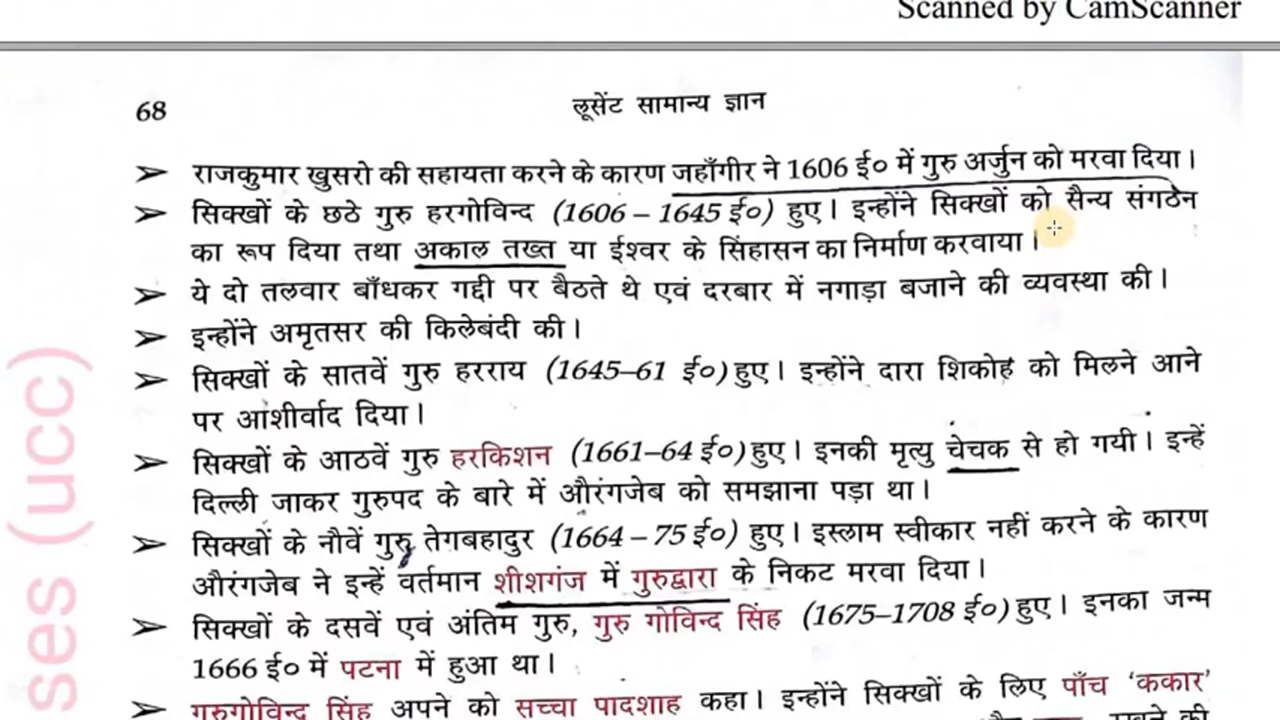 Scanned by CamScanner
68
लूसेंट सामान्य ज्ञान
➢ राजकुमार खुसरो की सहायता करने के कारण जहाँगीर ने 1606 ई० में गुरु अर्जुन को मरवा दिया।
➢ सिक्खों के छठे गुरु हरगोविन्द (1606 – 1645 ई०) हुए। इन्होंने सिक्खों को सैन्य संगठन
का रूप दिया तथा अकाल तख्त या ईश्वर के सिंहासन का निर्माण करवाया।
➢ ये दो तलवार बाँधकर गद्दी पर बैठते थे एवं दरबार में नगाड़ा बजाने की व्यवस्था की।
➢ इन्होंने अमृतसर की किलेबंदी की।
➢ सिक्खों के सातवें गुरु हरराय (1645–61 ई०) हुए। इन्होंने दारा शिकोह को मिलने आने
पर आशीर्वाद दिया।
➢ सिक्खों के आठवें गुरु हरकिशन (1661–64 ई०) हुए। इनकी मृत्यु चेचक से हो गयी। इन्हें
दिल्ली जाकर गुरुपद के बारे में औरंगजेब को समझाना पड़ा था।
➢ सिक्खों के नौवें गुरु तेगबहादुर (1664 – 75 ई०) हुए। इस्लाम स्वीकार नहीं करने के कारण
औरंगजेब ने इन्हें वर्तमान शीशगंज में गुरुद्वारा के निकट मरवा दिया।
➢ सिक्खों के दसवें एवं अंतिम गुरु, गुरु गोविन्द सिंह (1675–1708 ई०) हुए। इनका जन्म
1666 ई० में पटना में हुआ था।
➢ गुरुगोविन्द सिंह अपने को सच्चा पादशाह कहा। इन्होंने सिक्खों के लिए पाँच ‘ककार’
ses (ucc)